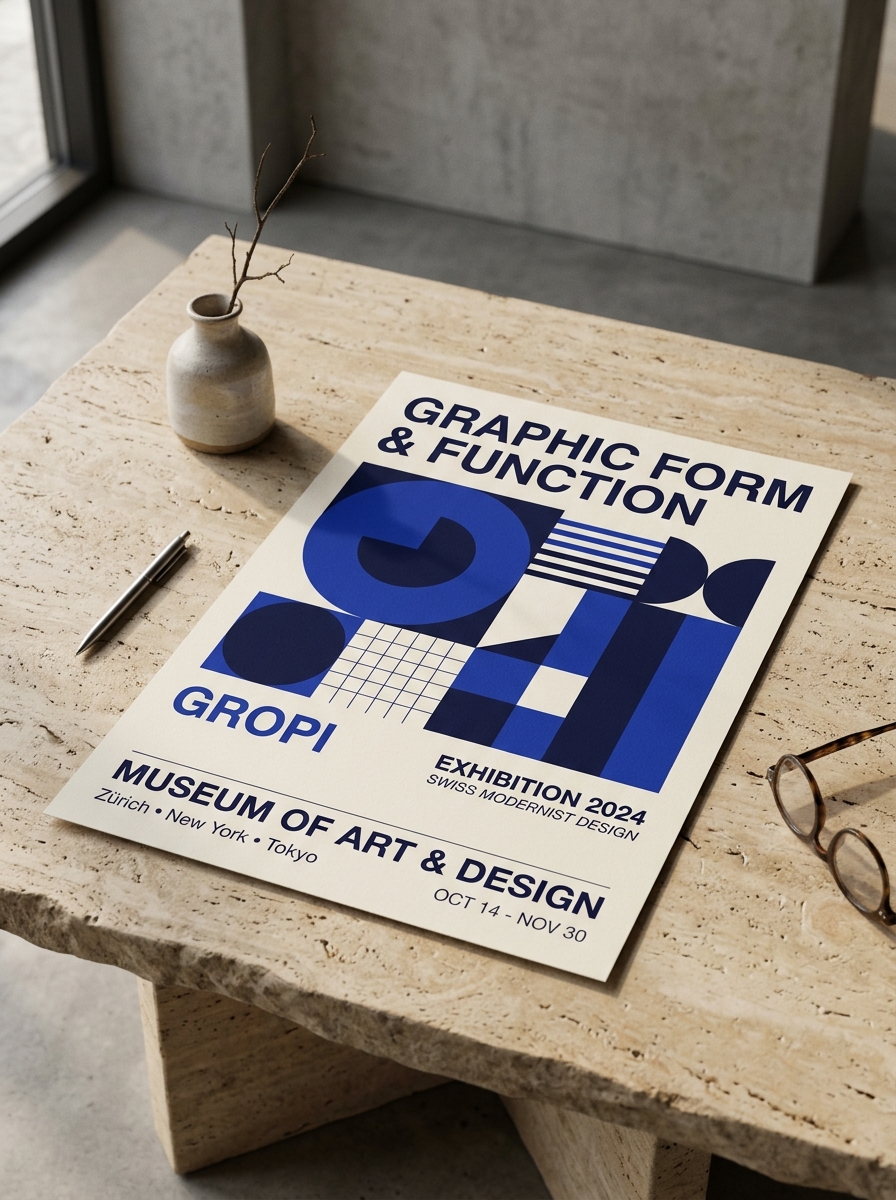 GRAPHIC FORM
& FUNCTION
GROPI
EXHIBITION 2024
SWISS MODERNIST DESIGN
MUSEUM OF ART & DESIGN
Zürich • New York • Tokyo
OCT 14 - NOV 30